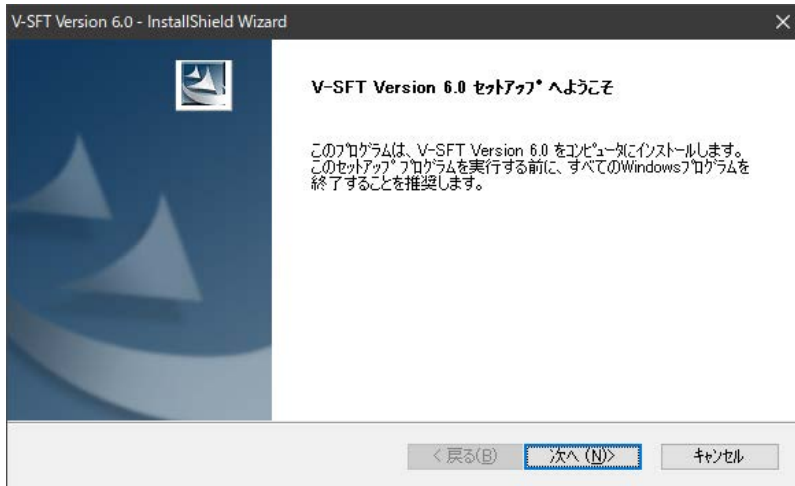 V-SFT Version 6.0 - InstallShield Wizard
V-SFT Version 6.0 ｾｯﾄｱｯﾌﾟへようこそ
このﾌﾟﾛｸﾞﾗﾑは、V-SFT Version 6.0 をｺﾝﾋﾟｭｰﾀにインストールします。
このｾｯﾄｱｯﾌﾟﾌﾟﾛｸﾞﾗﾑを実行する前に、すべてのWindowsﾌﾟﾛｸﾞﾗﾑを
終了することを推奨します。
< 戻る(B)
次へ (N)>
ｷｬﾝｾﾙ